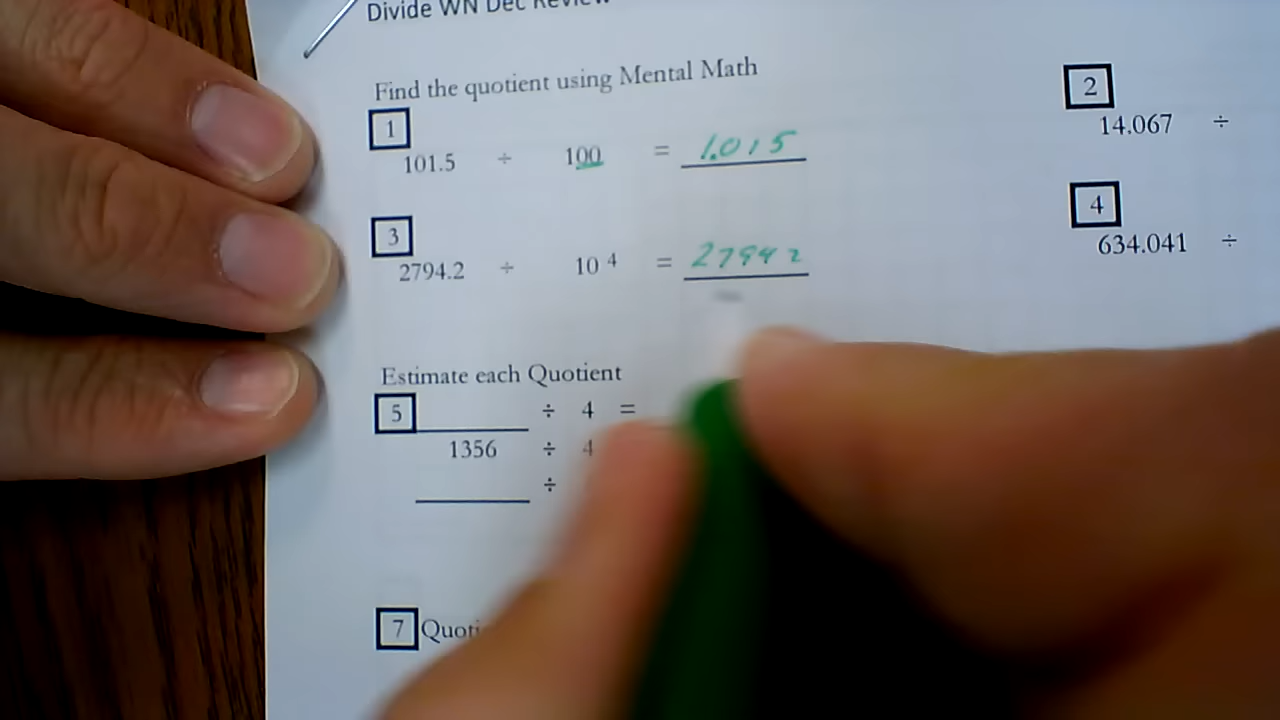 Divide WN Dec Review
Find the quotient using Mental Math
1
101.5 ÷ 100 = 1.015
2
14.067 ÷
3
2794.2 ÷ 10 4 = 27942
4
634.041 ÷
Estimate each Quotient
5
÷ 4 =
1356 ÷ 4
÷
7 Quoti